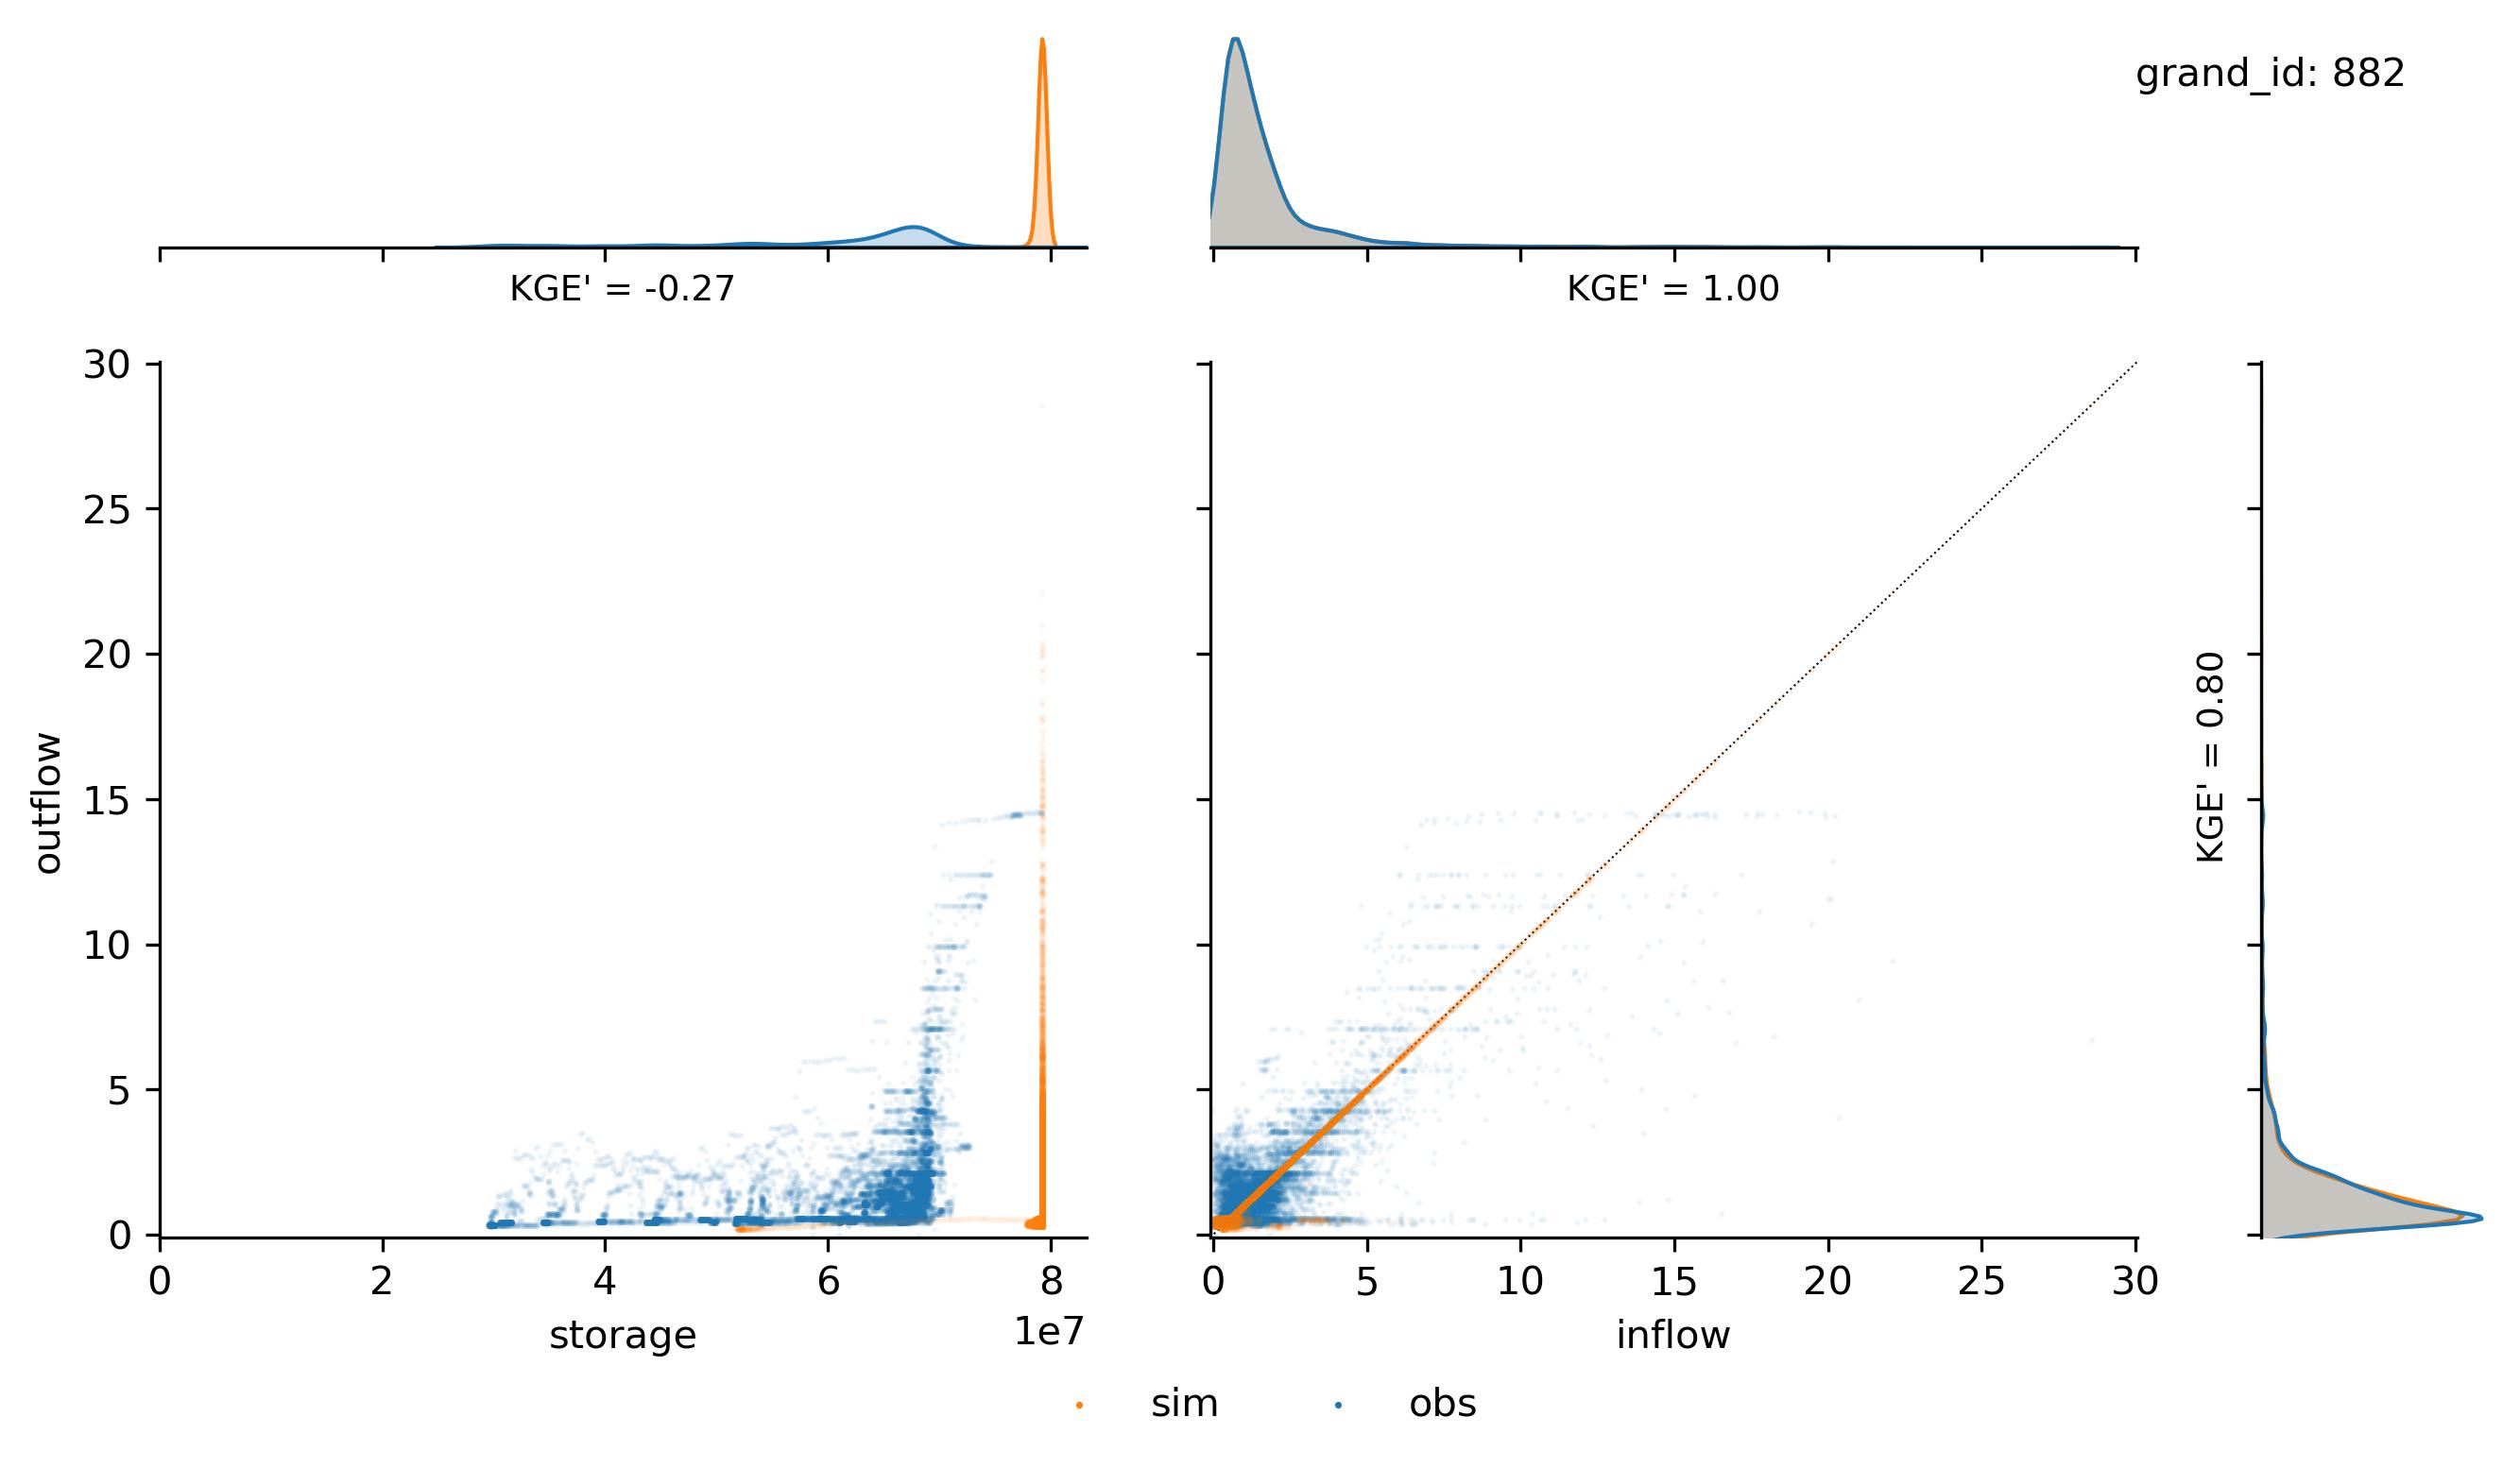 grand_id: 882
KGE' = -0.27
KGE' = 1.00
30
25
20
15
10
5
0
outflow
KGE' = 0.80
0 2 4 6 8
0 5 10 15 20 25 30
1e7
storage
inflow
sim obs